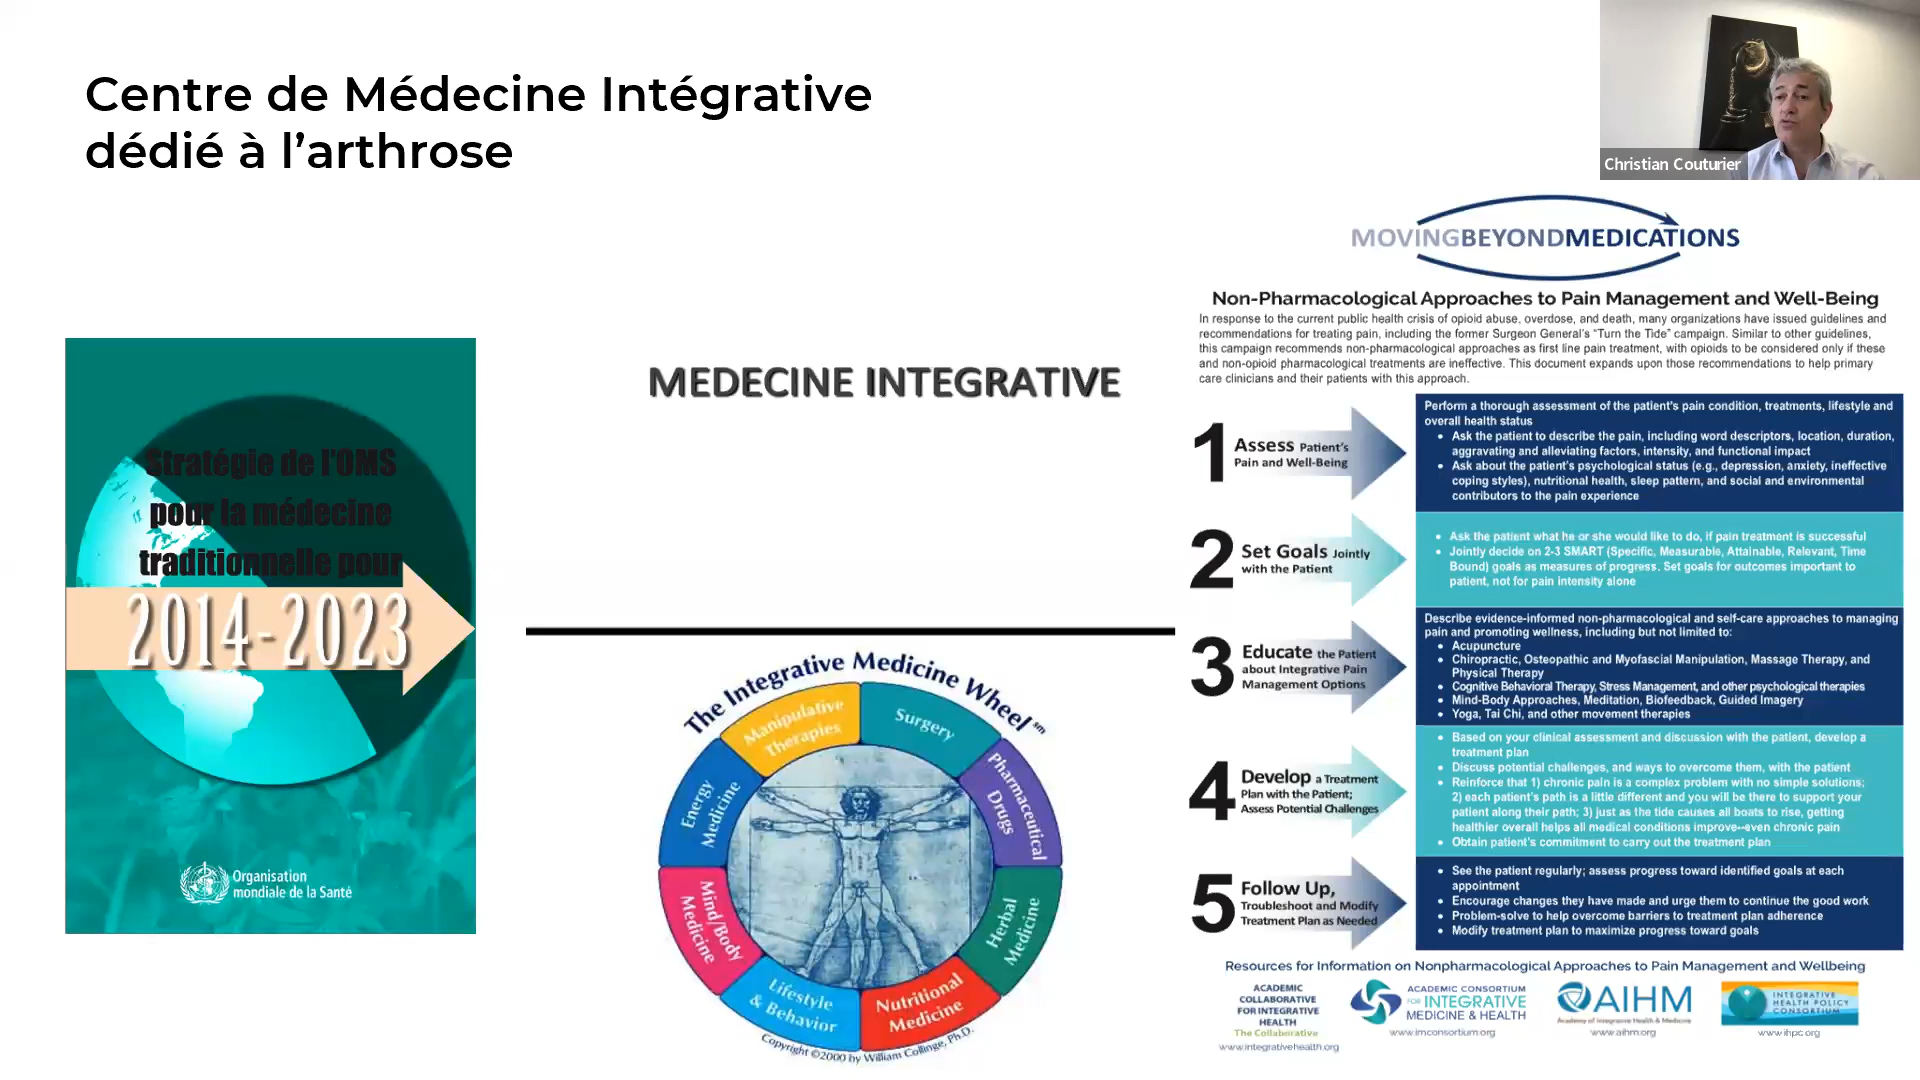 Centre de Médecine Intégrative
dédié à l’arthrose
Christian Couturier
Stratégie de l’OMS
pour la médecine
traditionnelle pour
2014-2023
Organisation
mondiale de la Santé
MEDECINE INTEGRATIVE
The Integrative Medicine Wheel℠
Manipulative
Therapies
Surgery
Pharmaceutical
Drugs
Herbal
Medicine
Nutritional
Medicine
Lifestyle
& Behavior
Mind/Body
Medicine
Energy
Medicine
Copyright ©2000 by William Collinge, Ph.D.
MOVINGBEYONDMEDICATIONS
Non-Pharmacological Approaches to Pain Management and Well-Being
In response to the current public health crisis of opioid abuse, overdose, and death, many organizations have issued guidelines and
recommendations for treating pain, including the former Surgeon General’s “Turn the Tide” campaign. Similar to other guidelines,
this campaign recommends non-pharmacological approaches as first line pain treatment, with opioids to be considered only if these
and non-opioid pharmacological treatments are ineffective. This document expands upon those recommendations to help primary
care clinicians and their patients with this approach.
1 Assess Patient’s
Pain and Well-Being
Perform a thorough assessment of the patient's pain condition, treatments, lifestyle and
overall health status
• Ask the patient to describe the pain, including word descriptors, location, duration,
aggravating and alleviating factors, intensity, and functional impact
• Ask about the patient’s psychological status (e.g., depression, anxiety, ineffective
coping styles), nutritional health, sleep pattern, and social and environmental
contributors to the pain experience
2 Set Goals Jointly
with the Patient
• Ask the patient what he or she would like to do, if pain treatment is successful
• Jointly decide on 2-3 SMART (Specific, Measurable, Attainable, Relevant, Time
Bound) goals as measures of progress. Set goals for outcomes important to
patient, not for pain intensity alone
3 Educate the Patient
about Integrative Pain
Management Options
Describe evidence-informed non-pharmacological and self-care approaches to managing
pain and promoting wellness, including but not limited to:
• Acupuncture
• Chiropractic, Osteopathic and Myofascial Manipulation, Massage Therapy, and
Physical Therapy
• Cognitive Behavioral Therapy, Stress Management, and other psychological therapies
• Mind-Body Approaches, Meditation, Biofeedback, Guided Imagery
• Yoga, Tai Chi, and other movement therapies
4 Develop a Treatment
Plan with the Patient;
Assess Potential Challenges
• Based on your clinical assessment and discussion with the patient, develop a
treatment plan
• Discuss potential challenges, and ways to overcome them, with the patient
• Reinforce that 1) chronic pain is a complex problem with no simple solutions;
2) each patient’s path is a little different and you will be there to support your
patient along their path; 3) just as the tide causes all boats to rise, getting
healthier overall helps all medical conditions improve--even chronic pain
• Obtain patient’s commitment to carry out the treatment plan
5 Follow Up,
Troubleshoot and Modify
Treatment Plan as Needed
• See the patient regularly; assess progress toward identified goals at each
appointment
• Encourage changes they have made and urge them to continue the good work
• Problem-solve to help overcome barriers to treatment plan adherence
• Modify treatment plan to maximize progress toward goals
Resources for Information on Nonpharmacological Approaches to Pain Management and Wellbeing
ACADEMIC
COLLABORATIVE
FOR INTEGRATIVE
HEALTH
The Collaborative
www.integrativehealth.org
ACADEMIC CONSORTIUM
FOR INTEGRATIVE
MEDICINE & HEALTH
www.imconsortium.org
AIHM
Academy of Integrative Health & Medicine
www.aihm.org
INTEGRATIVE
HEALTH POLICY
CONSORTIUM
www.ihpc.org